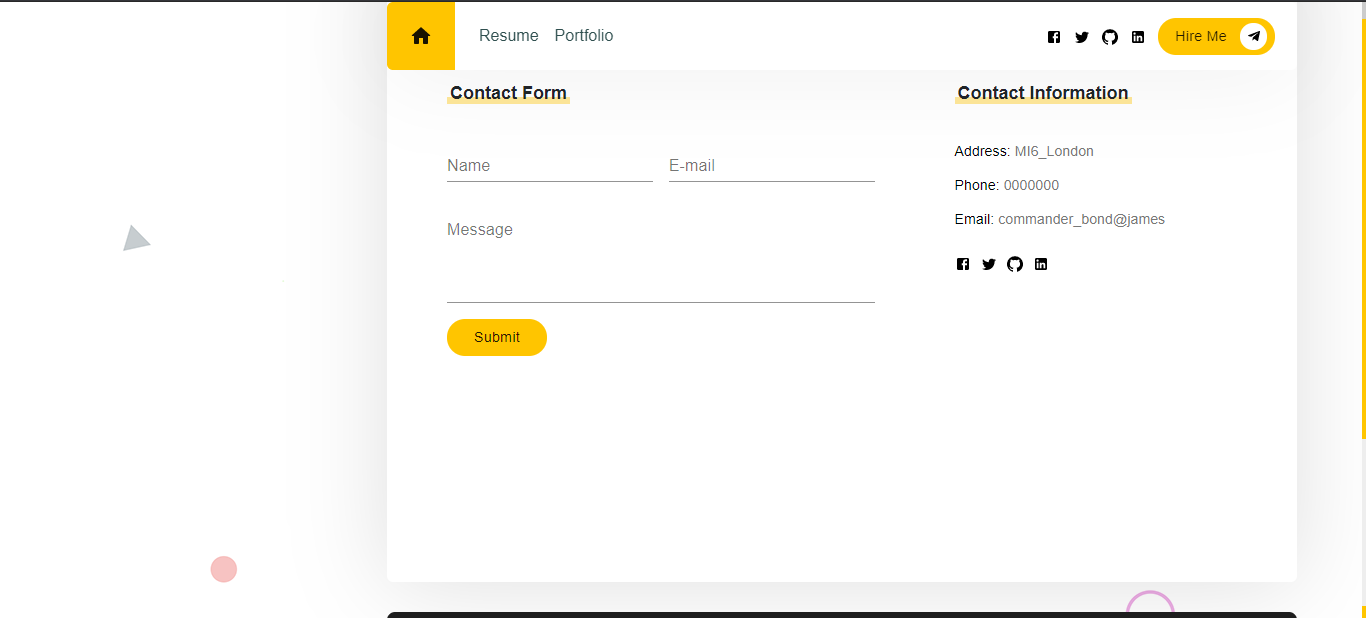 Resume Portfolio Hire Me
Contact Form
Name E-mail
Message
Submit
Contact Information
Address: MI6_London
Phone: 0000000
Email: commander_bond@james